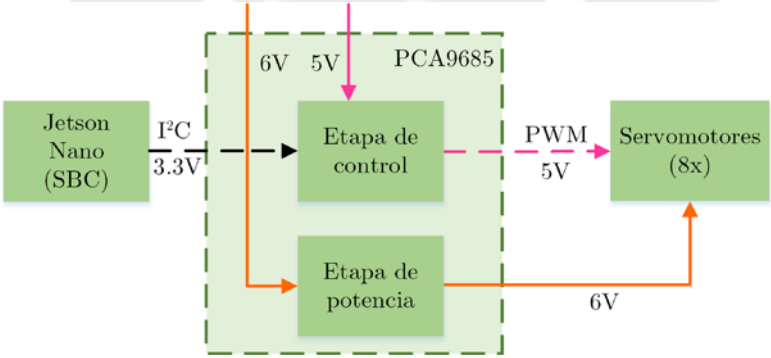 6V
5V
PCA9685
Jetson
Nano
(SBC)
I²C
3.3V
Etapa de
control
PWM
5V
Servomotores
(8x)
Etapa de
potencia
6V